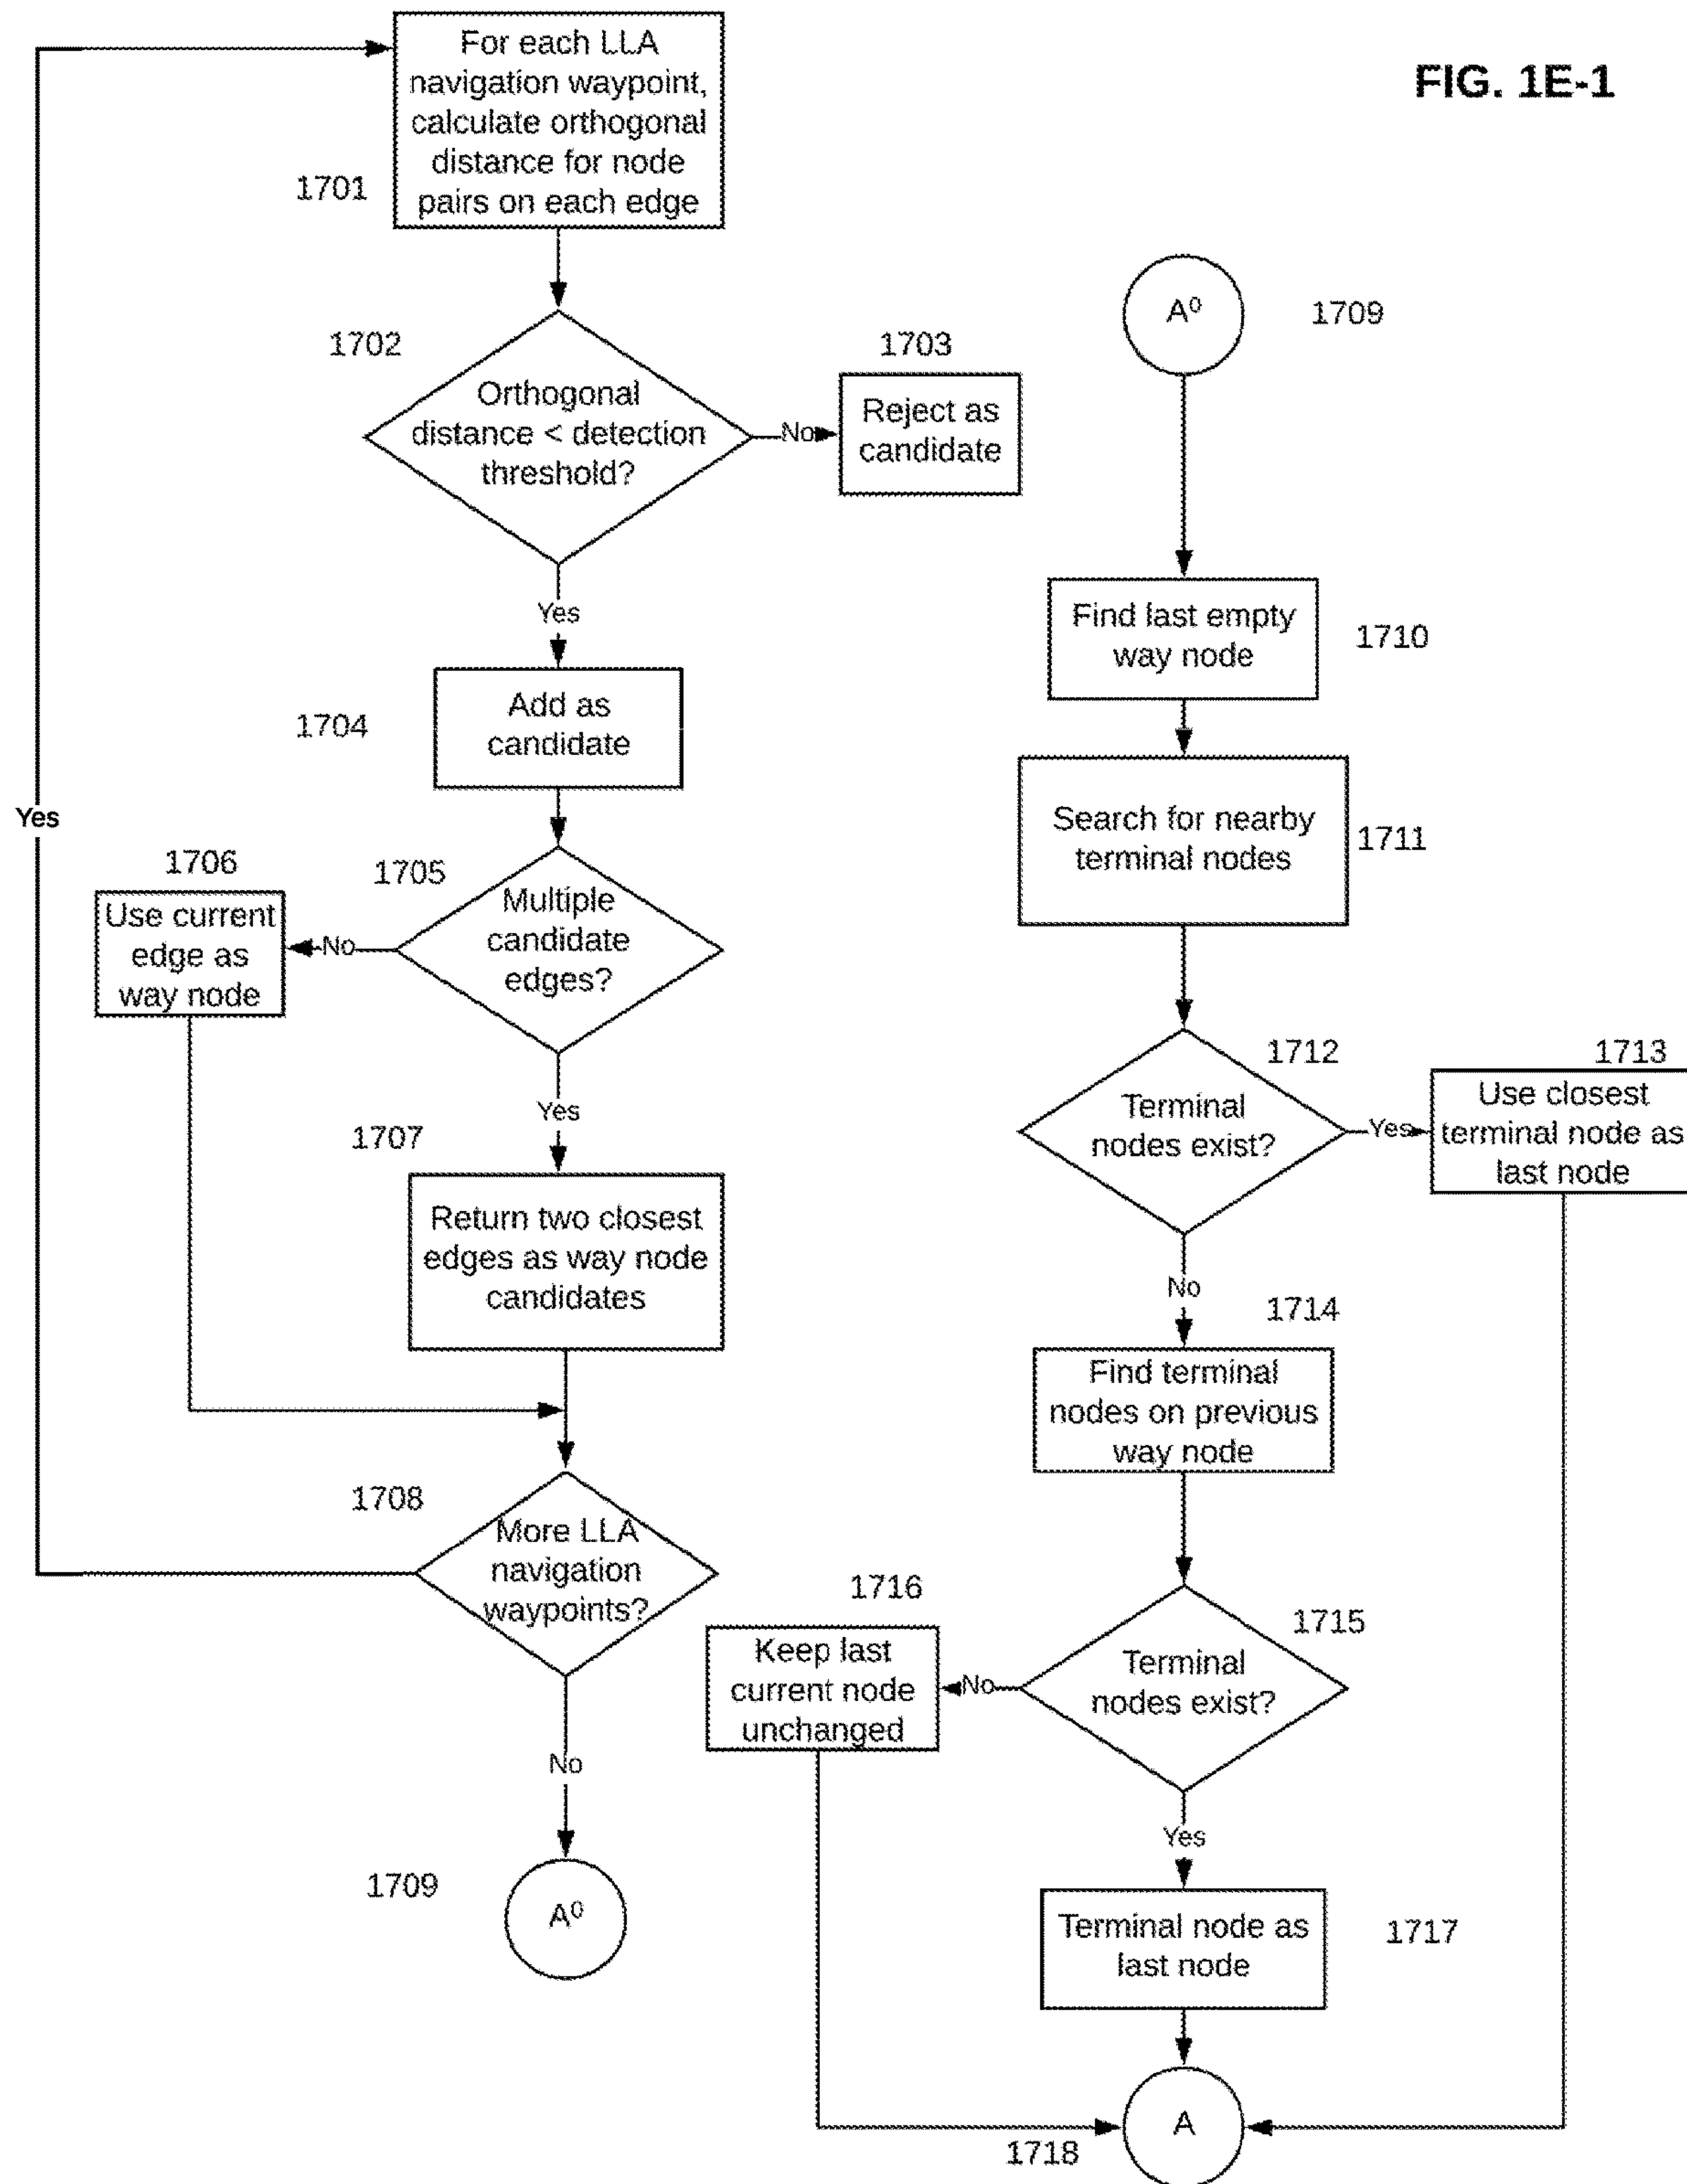 FIG. 1E-1
For each LLA
navigation waypoint,
calculate orthogonal
distance for node
pairs on each edge
1701
1702
Orthogonal
distance < detection
threshold?
No
1703
Reject as
candidate
Yes
1704
Add as
candidate
Yes
1705
Multiple
candidate
edges?
No
1706
Use current
edge as
way node
Yes
1707
Return two closest
edges as way node
candidates
1708
More LLA
navigation
waypoints?
No
1709
A⁰
A⁰
1709
Find last empty
way node
1710
Search for nearby
terminal nodes
1711
1712
Terminal
nodes exist?
Yes
1713
Use closest
terminal node as
last node
No
1714
Find terminal
nodes on previous
way node
1715
Terminal
nodes exist?
No
1716
Keep last
current node
unchanged
Yes
Terminal node as
last node
1717
A
1718